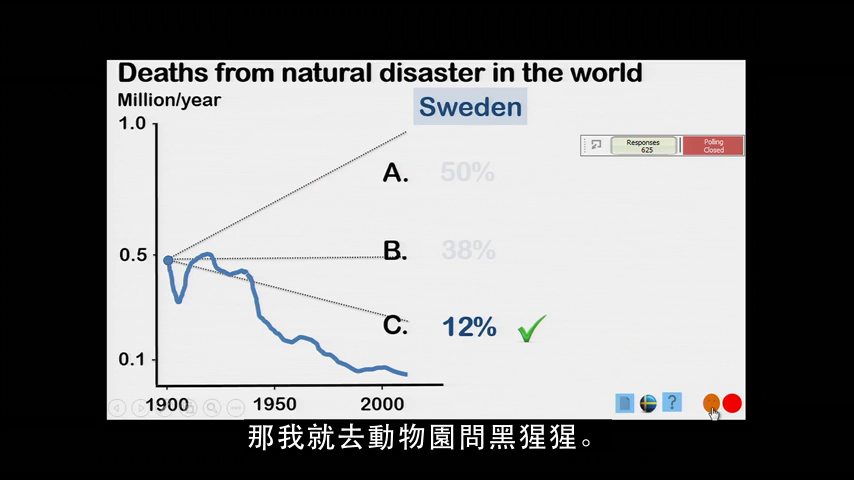 Deaths from natural disaster in the world
Million/year
Sweden
1.0
Responses
625
Polling
Closed
A. 50%
0.5
B. 38%
C. 12%
0.1
1900 1950 2000
?
那我就去動物園問黑猩猩。